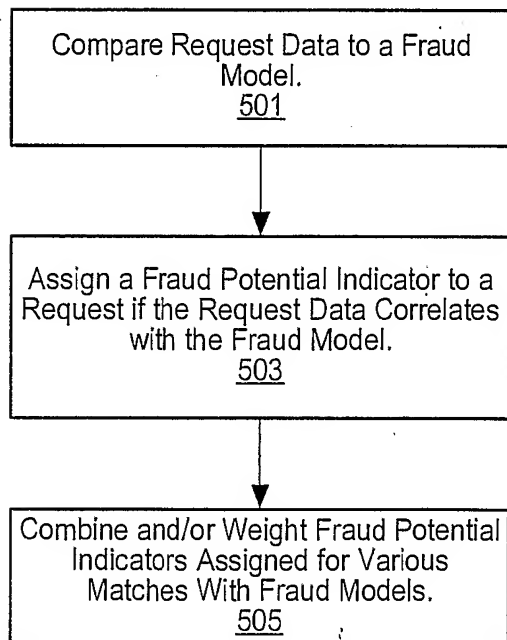 Compare Request Data to a Fraud
Model.
501
Assign a Fraud Potential Indicator to a
Request if the Request Data Correlates
with the Fraud Model.
503
Combine and/or Weight Fraud Potential
Indicators Assigned for Various
Matches With Fraud Models.
505